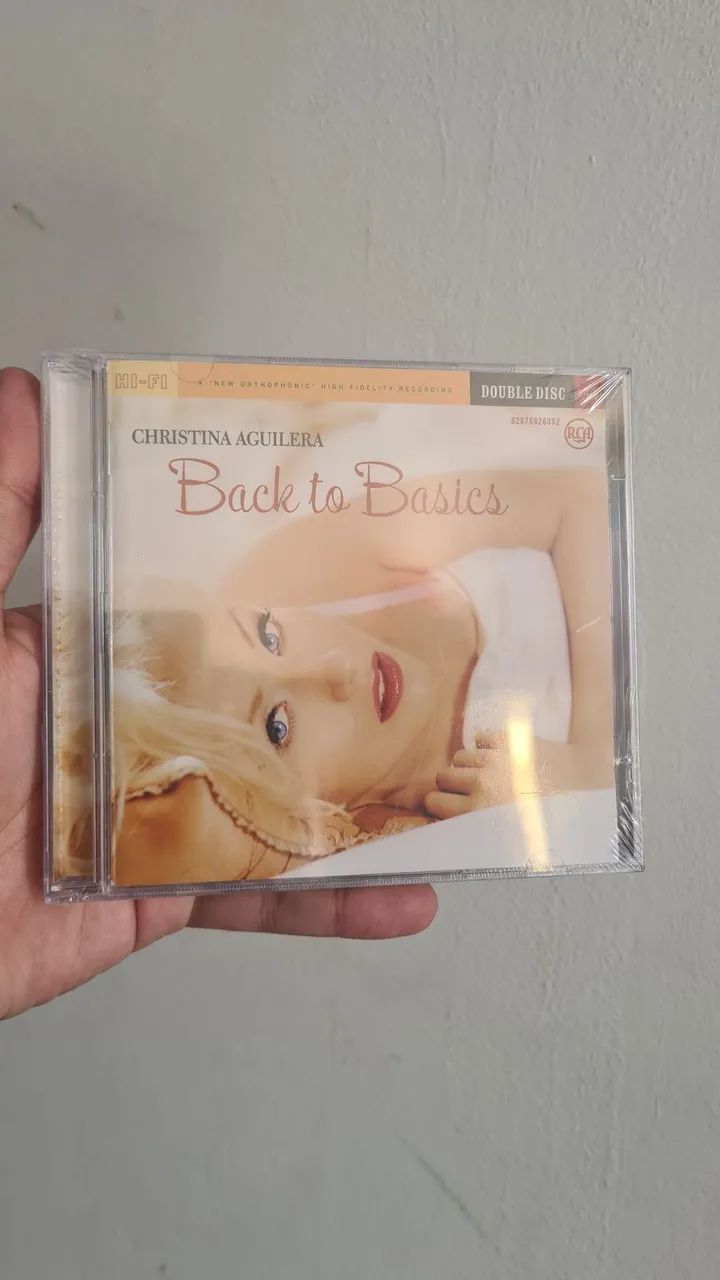 HI-FI
A "NEW ORTHOPHONIC" HIGH FIDELITY RECORDING
DOUBLE DISC
82876826392
RCA
CHRISTINA AGUILERA
Back to Basics